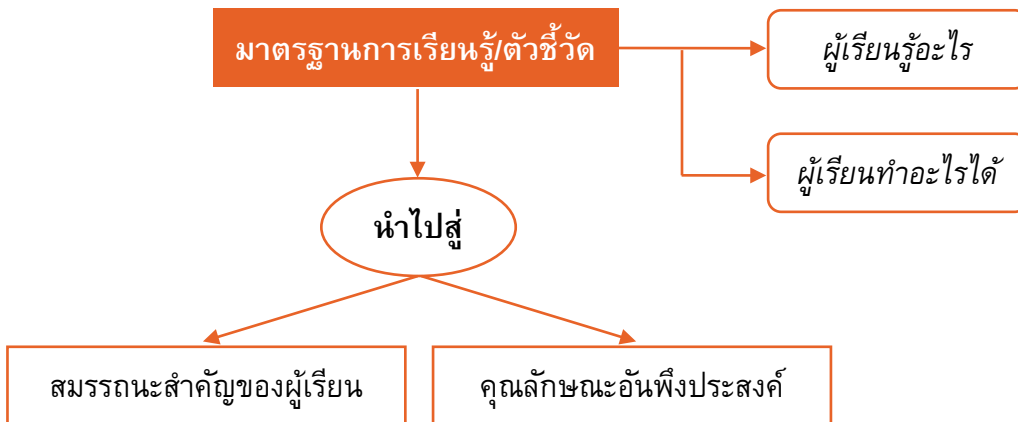 มาตรฐานการเรียนรู้/ตัวชี้วัด
ผู้เรียนรู้อะไร
ผู้เรียนทำอะไรได้
นำไปสู่
สมรรถนะสำคัญของผู้เรียน
คุณลักษณะอันพึงประสงค์